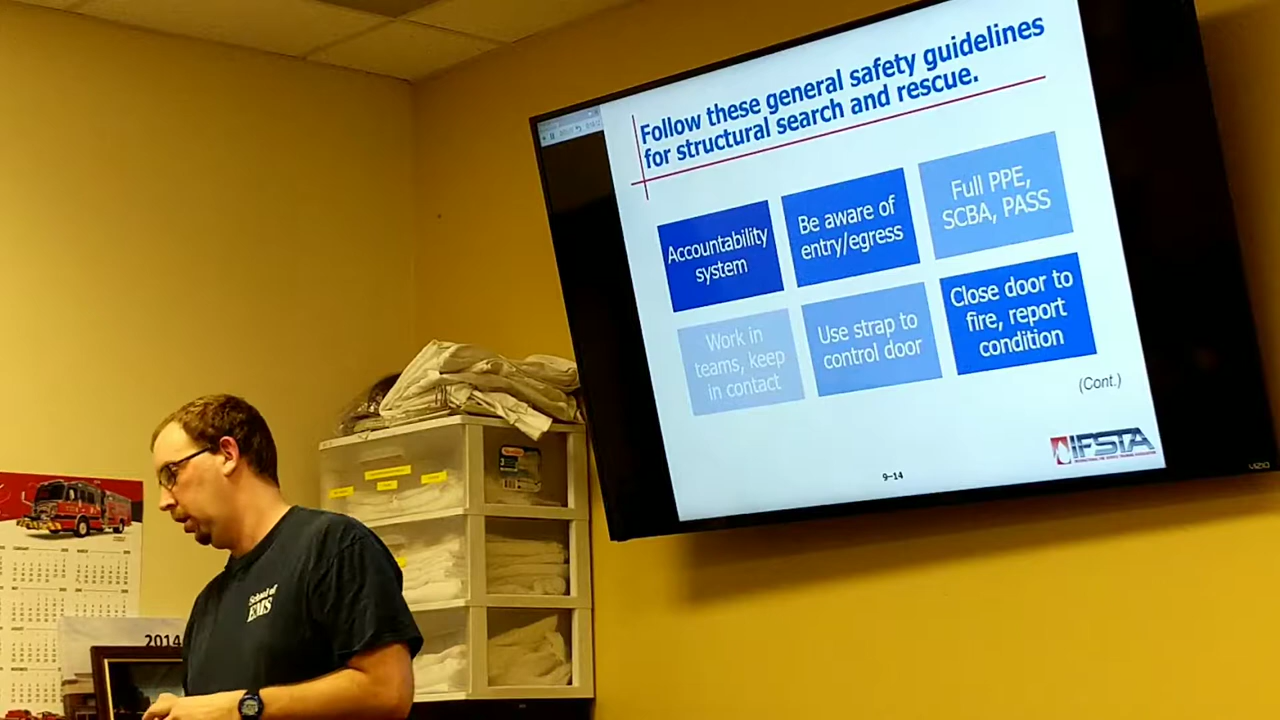 Follow these general safety guidelines
for structural search and rescue.
Accountability
system
Be aware of
entry/egress
Full PPE,
SCBA, PASS
Work in
teams, keep
in contact
Use strap to
control door
Close door to
fire, report
condition
(Cont.)
IFSTA
9-14
VIZIO
School of
EMS
2014